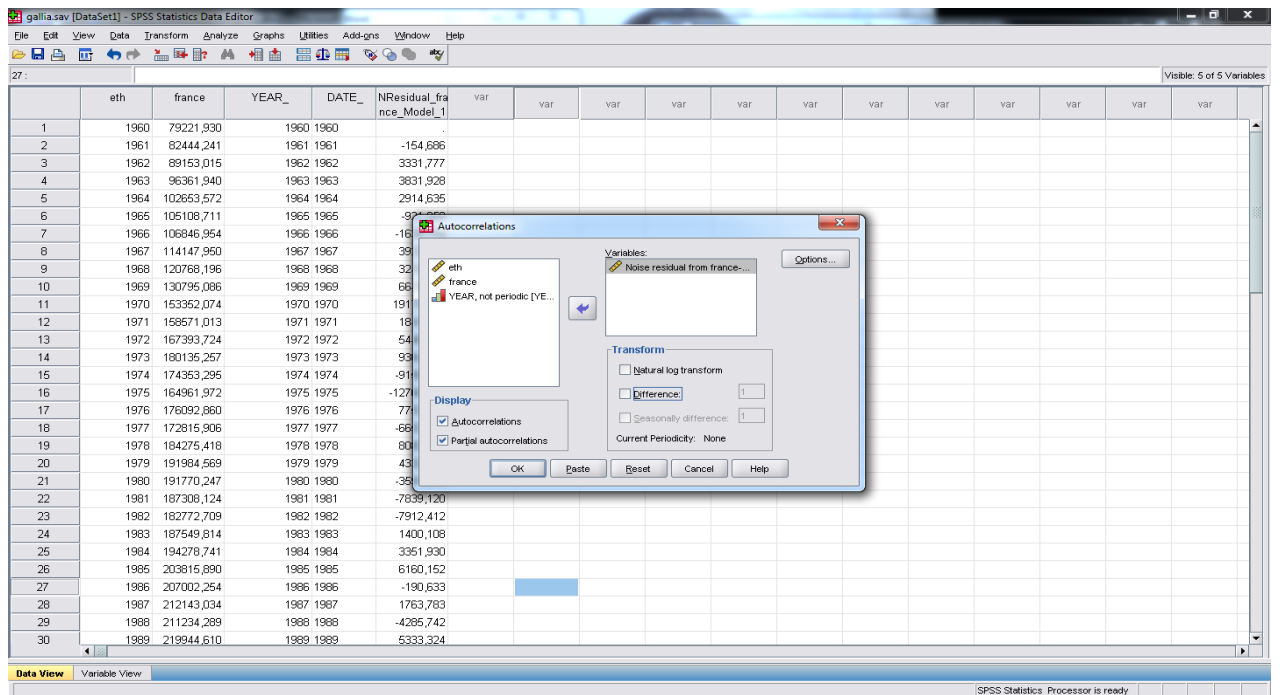 gallia.sav [DataSet1] - SPSS Statistics Data Editor
File Edit View Data Transform Analyze Graphs Utilities Add-ons Window Help
27 :
Visible: 5 of 5 Variables
eth france YEAR_ DATE_ NResidual_fra
nce_Model_1 var var var var var var var var var var var var
1 1960 79221,930 1960 1960 .
2 1961 82444,241 1961 1961 -154,686
3 1962 89153,015 1962 1962 3331,777
4 1963 96361,940 1963 1963 3831,928
5 1964 102653,572 1964 1964 2914,635
6 1965 105108,711 1965 1965
7 1966 106846,954 1966 1966
8 1967 114147,950 1967 1967
9 1968 120768,196 1968 1968
10 1969 130795,086 1969 1969
11 1970 153352,074 1970 1970
12 1971 158571,013 1971 1971
13 1972 167393,724 1972 1972
14 1973 180135,257 1973 1973
15 1974 174353,295 1974 1974
16 1975 164961,972 1975 1975
17 1976 176092,860 1976 1976
18 1977 172815,906 1977 1977
19 1978 184275,418 1978 1978
20 1979 191984,569 1979 1979
21 1980 191770,247 1980 1980
22 1981 187308,124 1981 1981 -7839,120
23 1982 182772,709 1982 1982 -7912,412
24 1983 187549,814 1983 1983 1400,108
25 1984 194278,741 1984 1984 3351,930
26 1985 203815,890 1985 1985 6160,152
27 1986 207002,254 1986 1986 -190,633
28 1987 212143,034 1987 1987 1763,783
29 1988 211234,289 1988 1988 -4285,742
30 1989 219944,610 1989 1989 5333,324
Autocorrelations
eth
france
YEAR, not periodic [YE...
Variables:
Noise residual from france-...
Options...
Transform
Natural log transform
Difference: 1
Seasonally difference: 1
Current Periodicity: None
Display
Autocorrelations
Partial autocorrelations
OK Paste Reset Cancel Help
Data View Variable View
SPSS Statistics Processor is ready